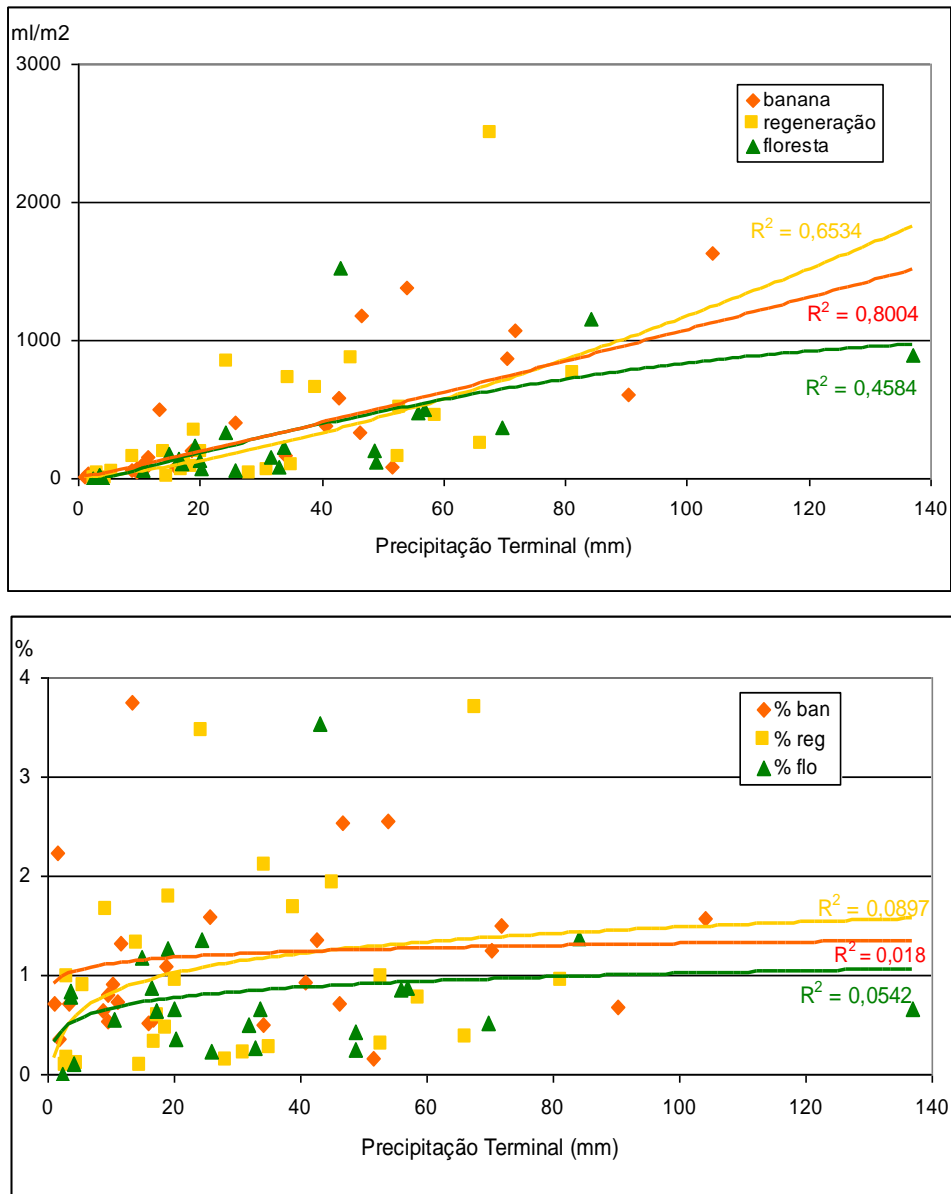 ml/m2
3000
banana
regeneração
floresta
2000
R² = 0,6534
R² = 0,8004
1000
R² = 0,4584
0
0 20 40 60 80 100 120 140
Precipitação Terminal (mm)
%
4
% ban
% reg
% flo
3
2
R² = 0,0897
R² = 0,018
1
R² = 0,0542
0
0 20 40 60 80 100 120 140
Precipitação Terminal (mm)